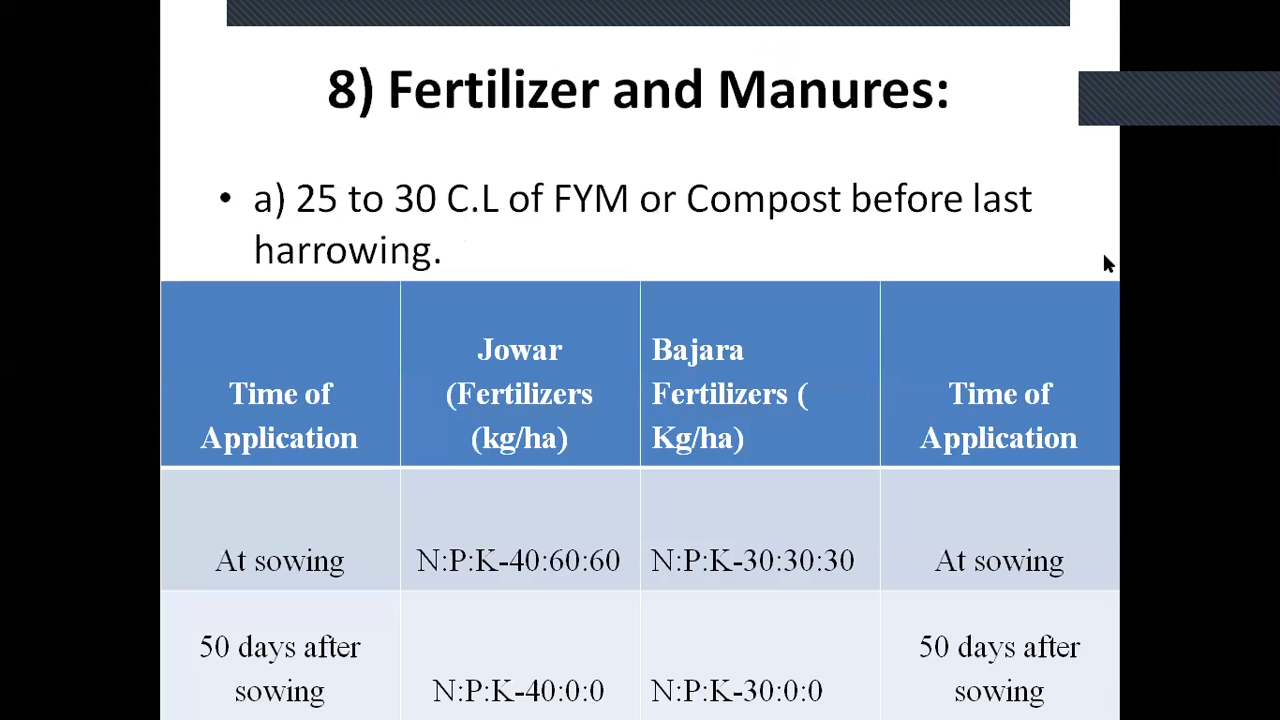 8) Fertilizer and Manures:
• a) 25 to 30 C.L of FYM or Compost before last
harrowing.
Time of
Application
Jowar
(Fertilizers
(kg/ha)
Bajara
Fertilizers (
Kg/ha)
Time of
Application
At sowing
N:P:K-40:60:60
N:P:K-30:30:30
At sowing
50 days after
sowing
N:P:K-40:0:0
N:P:K-30:0:0
50 days after
sowing